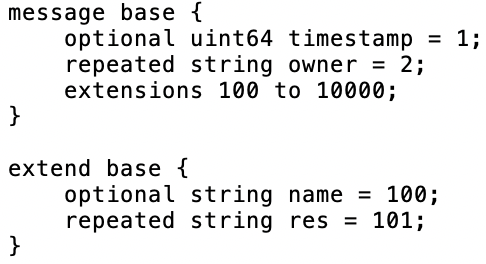 message base {
    optional uint64 timestamp = 1;
    repeated string owner = 2;
    extensions 100 to 10000;
}

extend base {
    optional string name = 100;
    repeated string res = 101;
}